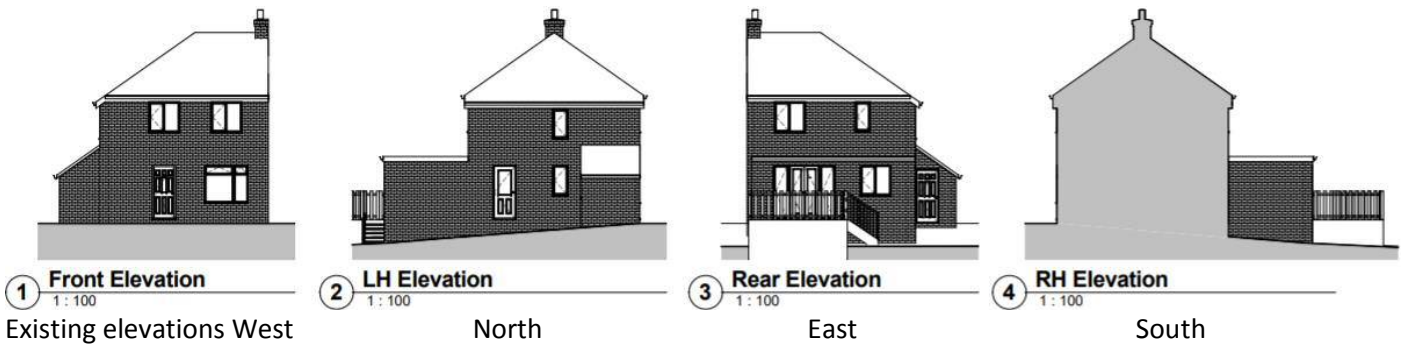 1 Front Elevation
1 : 100
2 LH Elevation
1 : 100
3 Rear Elevation
1 : 100
4 RH Elevation
1 : 100
Existing elevations West North East South